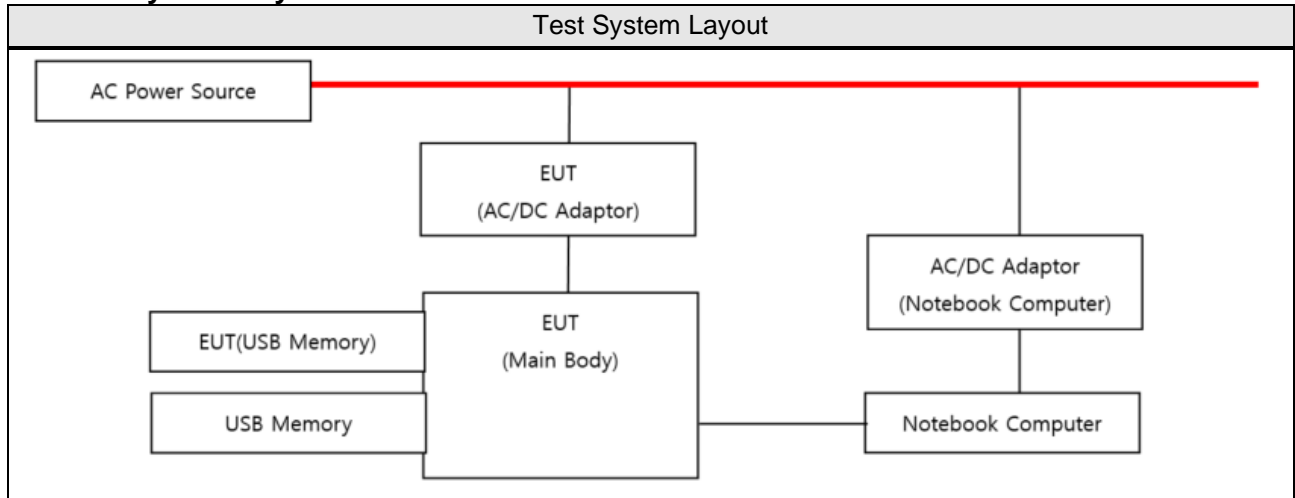 Test System Layout
AC Power Source
EUT
(AC/DC Adaptor)
AC/DC Adaptor
(Notebook Computer)
EUT
(Main Body)
EUT(USB Memory)
USB Memory
Notebook Computer